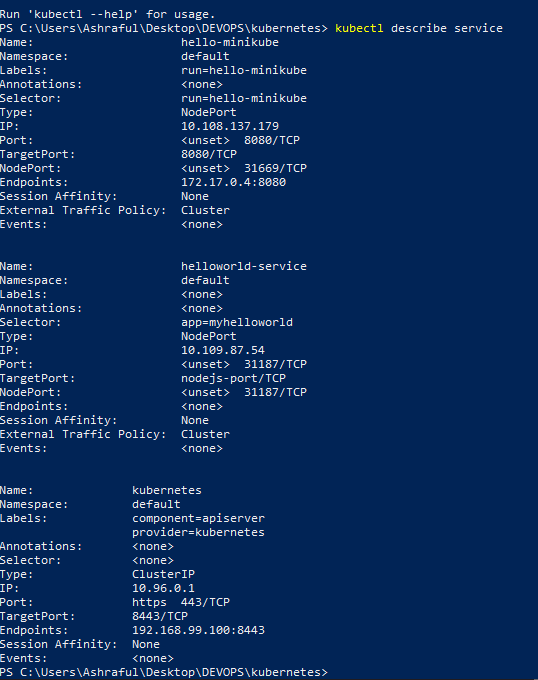 Run 'kubectl --help' for usage.
PS C:\Users\Ashraful\Desktop\DEVOPS\kubernetes> kubectl describe service
Name:                     hello-minikube
Namespace:                default
Labels:                   run=hello-minikube
Annotations:              <none>
Selector:                 run=hello-minikube
Type:                     NodePort
IP:                       10.108.137.179
Port:                     <unset>  8080/TCP
TargetPort:               8080/TCP
NodePort:                 <unset>  31669/TCP
Endpoints:                172.17.0.4:8080
Session Affinity:         None
External Traffic Policy:  Cluster
Events:                   <none>

Name:                     helloworld-service
Namespace:                default
Labels:                   <none>
Annotations:              <none>
Selector:                 app=myhelloworld
Type:                     NodePort
IP:                       10.109.87.54
Port:                     <unset>  31187/TCP
TargetPort:               nodejs-port/TCP
NodePort:                 <unset>  31187/TCP
Endpoints:                <none>
Session Affinity:         None
External Traffic Policy:  Cluster
Events:                   <none>

Name:              kubernetes
Namespace:         default
Labels:            component=apiserver
                   provider=kubernetes
Annotations:       <none>
Selector:          <none>
Type:              ClusterIP
IP:                10.96.0.1
Port:              https  443/TCP
TargetPort:        8443/TCP
Endpoints:         192.168.99.100:8443
Session Affinity:  None
Events:            <none>
PS C:\Users\Ashraful\Desktop\DEVOPS\kubernetes>